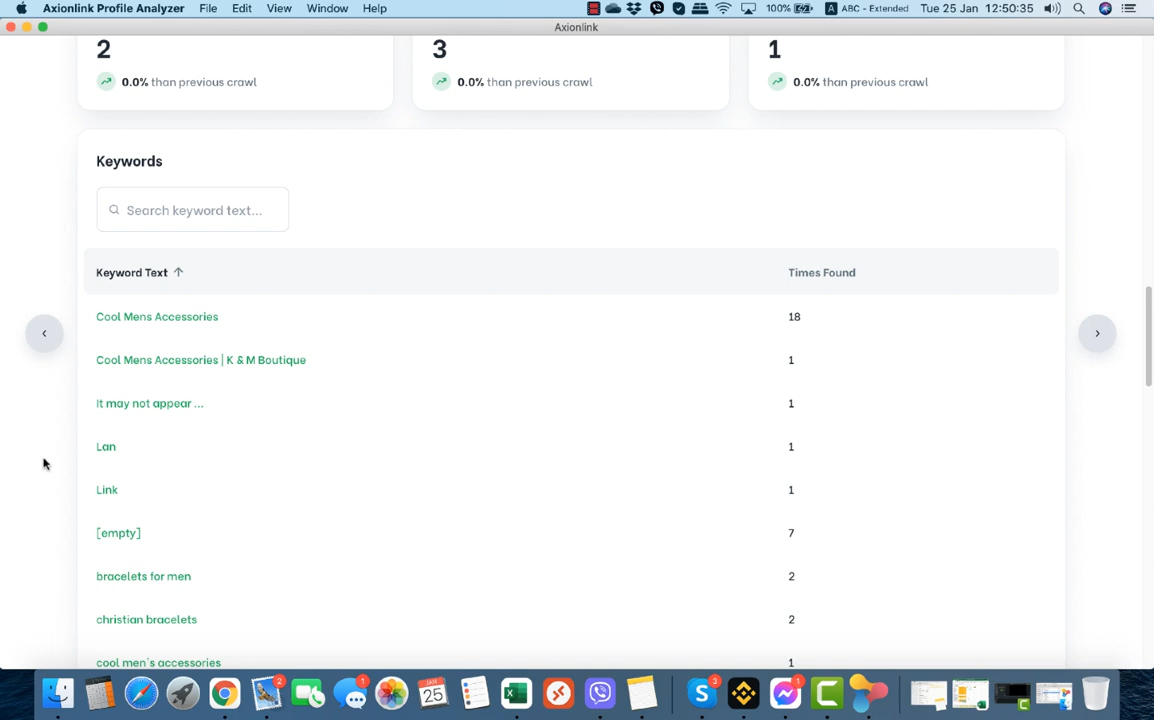 Axionlink Profile Analyzer File Edit View Window Help 100% A ABC - Extended Tue 25 Jan 12:50:35
Axionlink
2 3 1
0.0% than previous crawl 0.0% than previous crawl 0.0% than previous crawl
Keywords
Search keyword text...
Keyword Text Times Found
Cool Mens Accessories 18
Cool Mens Accessories | K & M Boutique 1
It may not appear ... 1
Lan 1
Link 1
[empty] 7
bracelets for men 2
christian bracelets 2
cool men's accessories 1
2 1 JAN 25 3 1